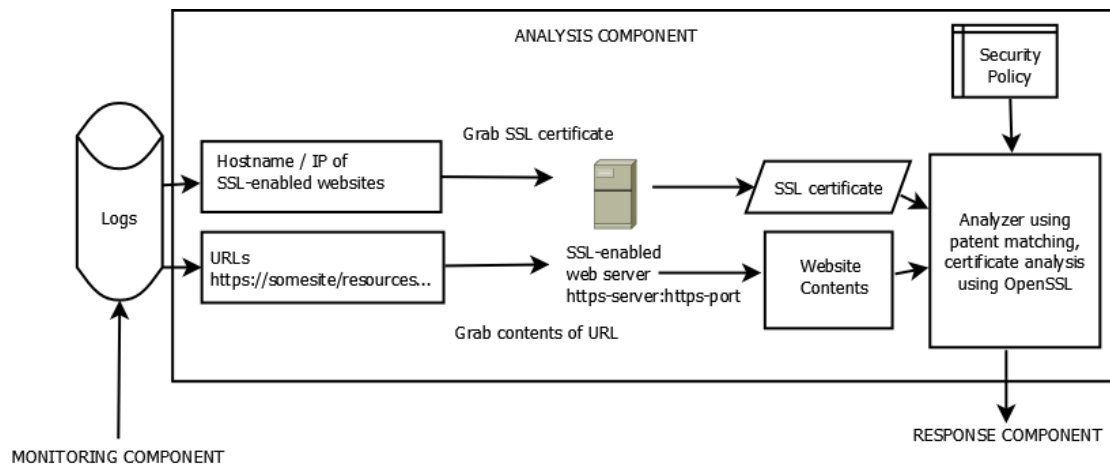 ANALYSIS COMPONENT
Security
Policy
Grab SSL certificate
Hostname / IP of
SSL-enabled websites
Logs
SSL certificate
Analyzer using
patent matching,
certificate analysis
using OpenSSL
URLs
https://somesite/resources...
SSL-enabled
web server
https-server:https-port
Website
Contents
Grab contents of URL
RESPONSE COMPONENT
MONITORING COMPONENT